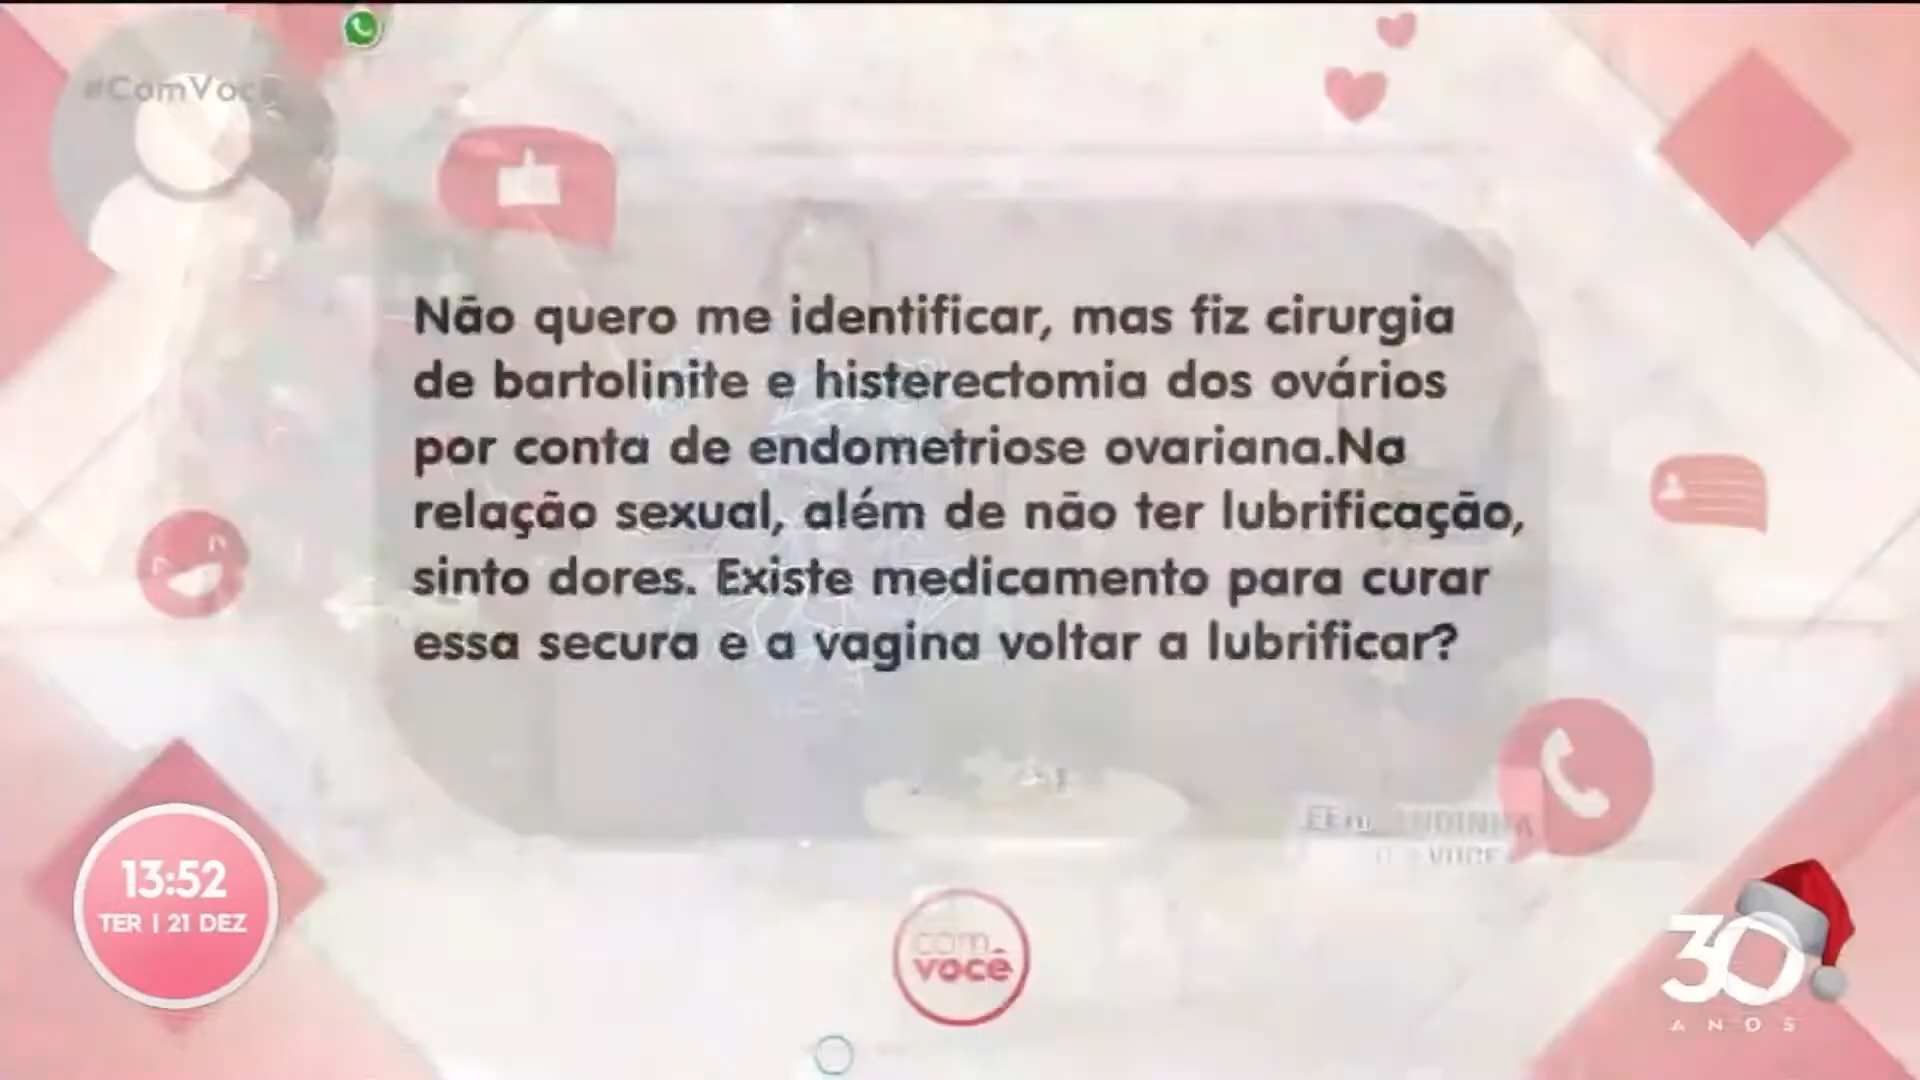 #ComVocê
Não quero me identificar, mas fiz cirurgia
de bartolinite e histerectomia dos ovários
por conta de endometriose ovariana.Na
relação sexual, além de não ter lubrificação,
sinto dores. Existe medicamento para curar
essa secura e a vagina voltar a lubrificar?
13:52
TER | 21 DEZ
com
você
30
ANOS